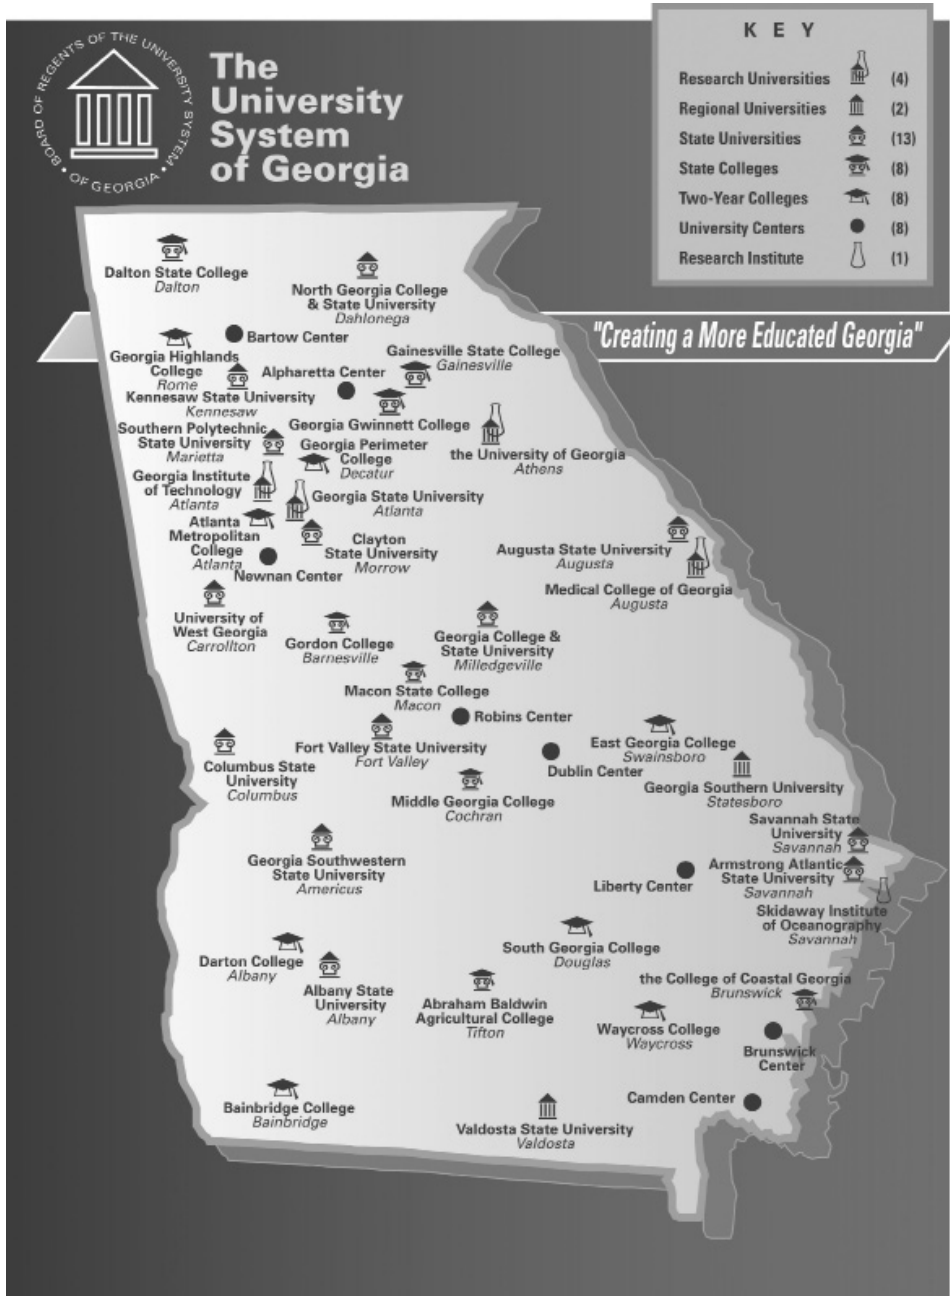 BOARD OF REGENTS OF THE UNIVERSITY SYSTEM
• OF GEORGIA •
The
University
System
of Georgia
KEY
Research Universities (4)
Regional Universities (2)
State Universities (13)
State Colleges (8)
Two-Year Colleges (8)
University Centers (8)
Research Institute (1)
"Creating a More Educated Georgia"
Dalton State College
Dalton
North Georgia College
& State University
Dahlonega
Bartow Center
Georgia Highlands
College
Rome
Gainesville State College
Gainesville
Alpharetta Center
Kennesaw State University
Kennesaw
Georgia Gwinnett College
Southern Polytechnic
State University
Marietta
Georgia Perimeter
College
Decatur
the University of Georgia
Athens
Georgia Institute
of Technology
Atlanta
Georgia State University
Atlanta
Atlanta
Metropolitan
College
Atlanta
Clayton
State University
Morrow
Newnan Center
Augusta State University
Augusta
Medical College of Georgia
Augusta
University of
West Georgia
Carrollton
Gordon College
Barnesville
Georgia College &
State University
Milledgeville
Macon State College
Macon
Robins Center
Fort Valley State University
Fort Valley
East Georgia College
Swainsboro
Dublin Center
Columbus State
University
Columbus
Middle Georgia College
Cochran
Georgia Southern University
Statesboro
Savannah State
University
Savannah
Georgia Southwestern
State University
Americus
Liberty Center
Armstrong Atlantic
State University
Savannah
Skidaway Institute
of Oceanography
Savannah
Darton College
Albany
South Georgia College
Douglas
Albany State
University
Albany
Abraham Baldwin
Agricultural College
Tifton
the College of Coastal Georgia
Brunswick
Waycross College
Waycross
Brunswick
Center
Bainbridge College
Bainbridge
Camden Center
Valdosta State University
Valdosta